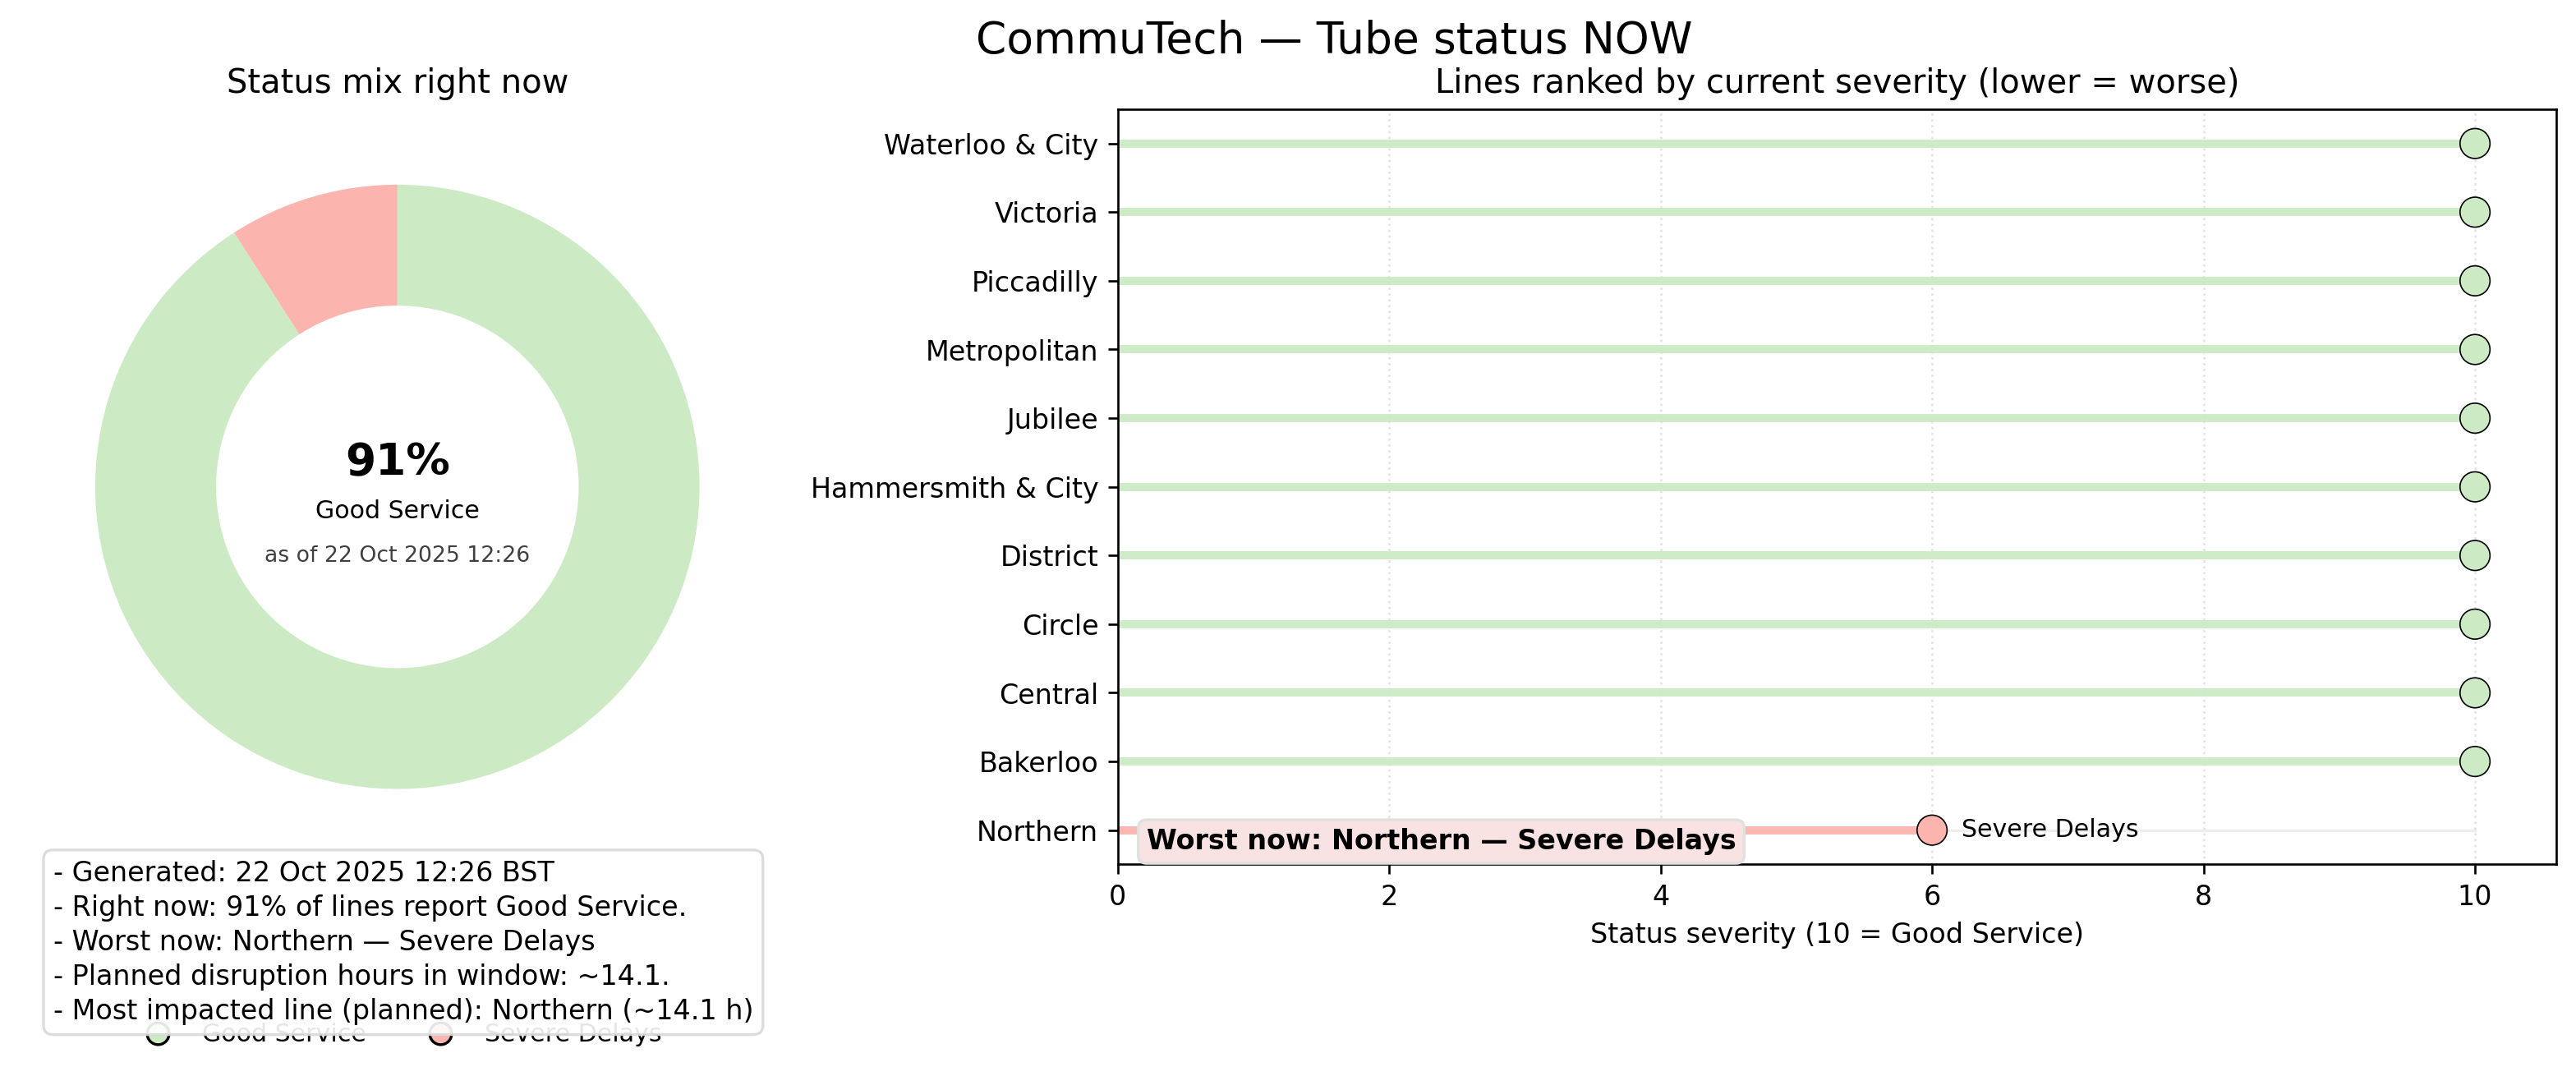 CommuTech — Tube status NOW
Status mix right now
91%
Good Service
as of 22 Oct 2025 12:26
- Generated: 22 Oct 2025 12:26 BST
- Right now: 91% of lines report Good Service.
- Worst now: Northern — Severe Delays
- Planned disruption hours in window: ~14.1.
- Most impacted line (planned): Northern (~14.1 h)
Good Service Severe Delays
Lines ranked by current severity (lower = worse)
Waterloo & City
Victoria
Piccadilly
Metropolitan
Jubilee
Hammersmith & City
District
Circle
Central
Bakerloo
Northern
Worst now: Northern — Severe Delays
Severe Delays
0 2 4 6 8 10
Status severity (10 = Good Service)